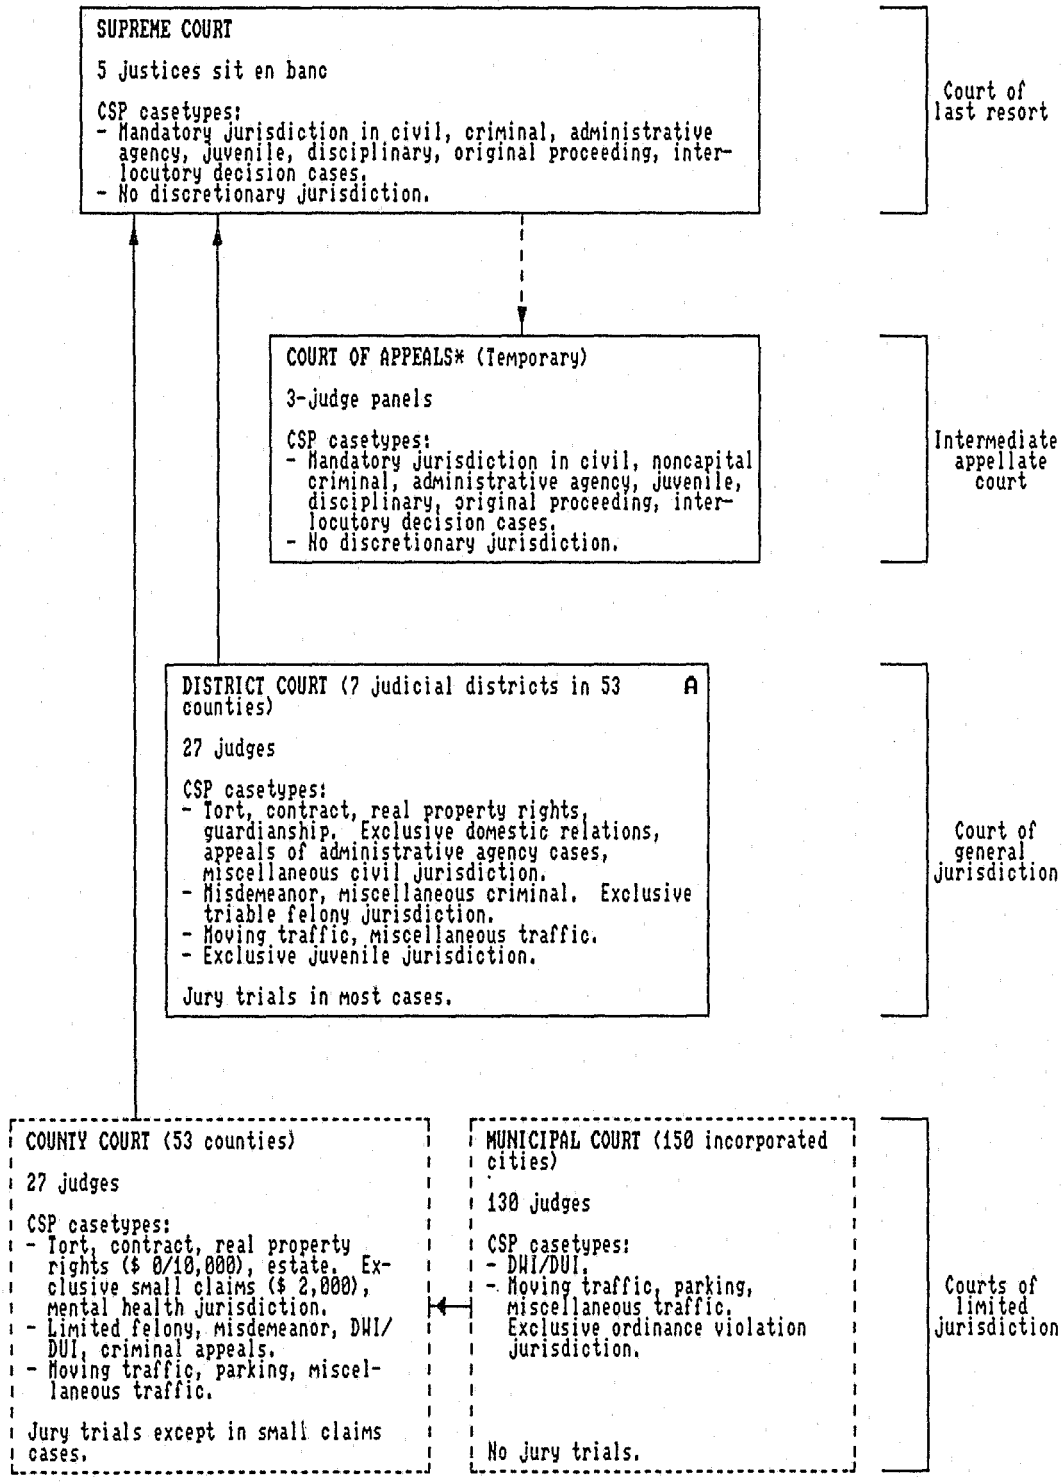 SUPREME COURT
5 justices sit en banc
CSP casetypes:
- Mandatory jurisdiction in civil, criminal, administrative
agency, juvenile, disciplinary, original proceeding, inter-
locutory decision cases.
- No discretionary jurisdiction.
Court of
last resort
COURT OF APPEALS* (Temporary)
3-judge panels
CSP casetypes:
- Mandatory jurisdiction in civil, noncapital
criminal, administrative agency, juvenile,
disciplinary, original proceeding, inter-
locutory decision cases.
- No discretionary jurisdiction.
Intermediate
appellate
court
DISTRICT COURT (7 judicial districts in 53 A
counties)
27 judges
CSP casetypes:
- Tort, contract, real property rights,
guardianship. Exclusive domestic relations,
appeals of administrative agency cases,
miscellaneous civil jurisdiction.
- Misdemeanor, miscellaneous criminal. Exclusive
triable felony jurisdiction.
- Moving traffic, miscellaneous traffic.
- Exclusive juvenile jurisdiction.
Jury trials in most cases.
Court of
general
jurisdiction
COUNTY COURT (53 counties)
27 judges
CSP casetypes:
- Tort, contract, real property
rights ($ 0/10,000), estate. Ex-
clusive small claims ($ 2,000),
mental health jurisdiction.
- Limited felony, misdemeanor, DWI/
DUI, criminal appeals.
- Moving traffic, parking, miscel-
laneous traffic.
Jury trials except in small claims
cases.
MUNICIPAL COURT (150 incorporated
cities)
130 judges
CSP casetypes:
- DWI/DUI.
- Moving traffic, parking,
miscellaneous traffic.
Exclusive ordinance violation
jurisdiction.
No jury trials.
Courts of
limited
jurisdiction